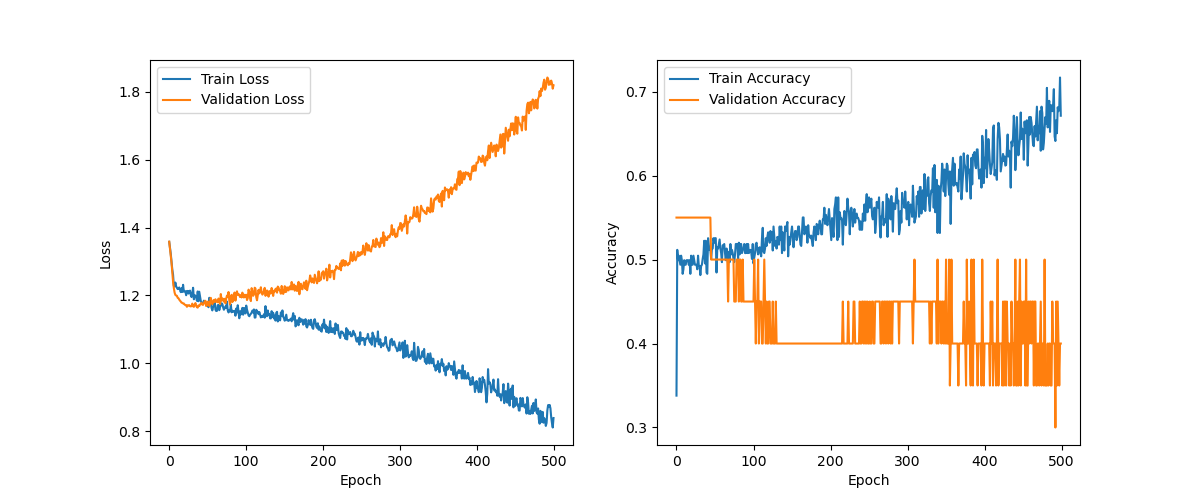 Train Loss
Validation Loss
1.8
1.6
1.4
1.2
1.0
0.8
Loss
0 100 200 300 400 500
Epoch
Train Accuracy
Validation Accuracy
0.7
0.6
0.5
0.4
0.3
Accuracy
0 100 200 300 400 500
Epoch